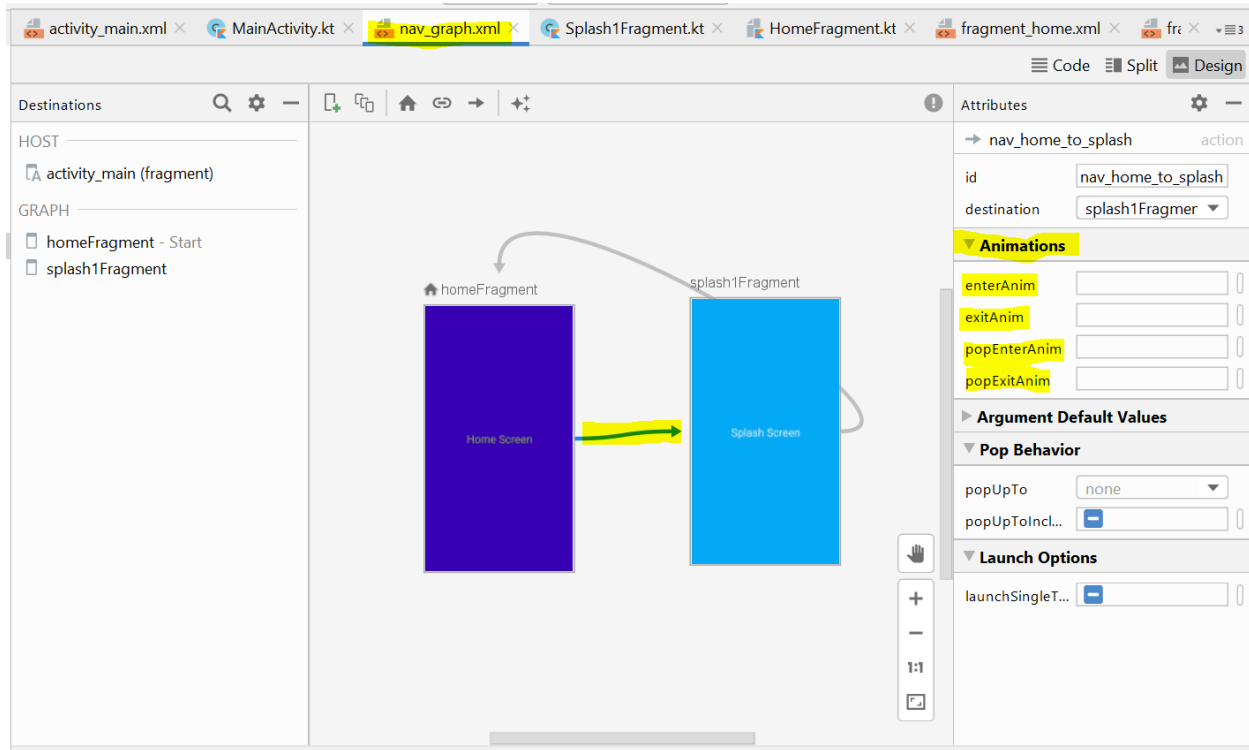 activity_main.xml MainActivity.kt nav_graph.xml Splash1Fragment.kt HomeFragment.kt fragment_home.xml fra 3
Code Split Design
Destinations
HOST
activity_main (fragment)
GRAPH
homeFragment - Start
splash1Fragment
homeFragment
Home Screen
splash1Fragment
Splash Screen
1:1
Attributes
nav_home_to_splash action
id nav_home_to_splash
destination splash1Fragmer
Animations
enterAnim
exitAnim
popEnterAnim
popExitAnim
Argument Default Values
Pop Behavior
popUpTo none
popUpToIncl...
Launch Options
launchSingleT...